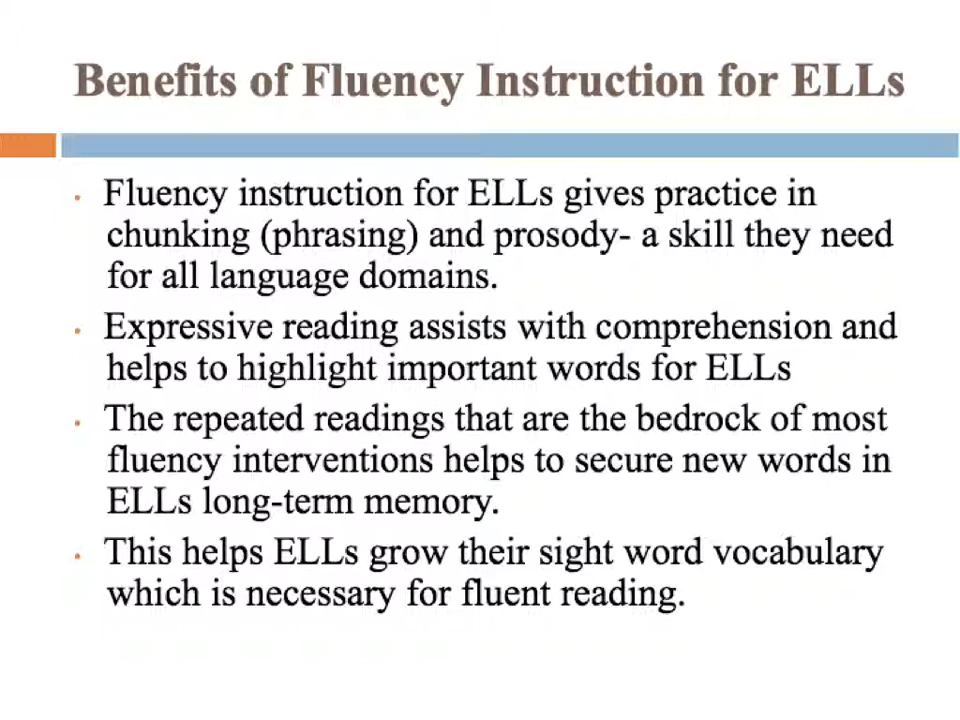 Benefits of Fluency Instruction for ELLs
• Fluency instruction for ELLs gives practice in
chunking (phrasing) and prosody- a skill they need
for all language domains.
• Expressive reading assists with comprehension and
helps to highlight important words for ELLs
• The repeated readings that are the bedrock of most
fluency interventions helps to secure new words in
ELLs long-term memory.
• This helps ELLs grow their sight word vocabulary
which is necessary for fluent reading.